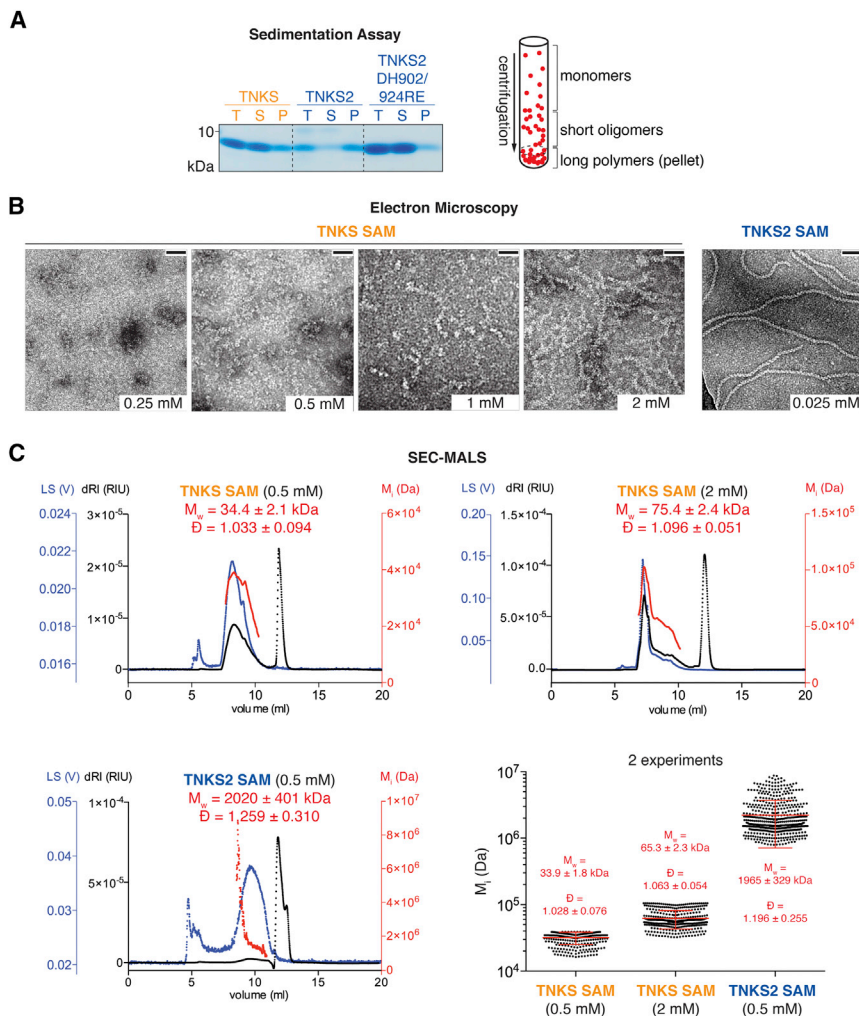 A
Sedimentation Assay
TNKS TNKS2 TNKS2 DH902/ 924RE
T S P T S P T S P
10
kDa
centrifugation
monomers
short oligomers
long polymers (pellet)
B
Electron Microscopy
TNKS SAM
TNKS2 SAM
0.25 mM
0.5 mM
1 mM
2 mM
0.025 mM
C
SEC-MALS
LS (V) dRI (RIU) TNKS SAM (0.5 mM) Mi (Da)
Mw = 34.4 ± 2.1 kDa
Đ = 1.033 ± 0.094
0.024
0.022
0.020
0.018
0.016
3×10-5
2×10-5
1×10-5
0
6×104
4×104
2×104
0
0 5 10 15 20
volume (ml)
LS (V) dRI (RIU) TNKS SAM (2 mM) Mi (Da)
Mw = 75.4 ± 2.4 kDa
Đ = 1.096 ± 0.051
0.20
0.15
0.10
0.05
1.5×10-4
1.0×10-4
5.0×10-5
0.0
1.5×105
1.0×105
5.0×104
0
0 5 10 15 20
volume (ml)
LS (V) dRI (RIU) TNKS2 SAM (0.5 mM) Mi (Da)
Mw = 2020 ± 401 kDa
Đ = 1.259 ± 0.310
0.05
0.04
0.03
0.02
1×10-4
5×10-5
0
1×107
8×106
6×106
4×106
2×106
0
0 5 10 15 20
volume (ml)
2 experiments
Mi (Da)
107
106
105
104
Mw =
33.9 ± 1.8 kDa
Đ =
1.028 ± 0.076
Mw =
65.3 ± 2.3 kDa
Đ =
1.063 ± 0.054
Mw =
1965 ± 329 kDa
Đ =
1.196 ± 0.255
TNKS SAM TNKS SAM TNKS2 SAM
(0.5 mM) (2 mM) (0.5 mM)